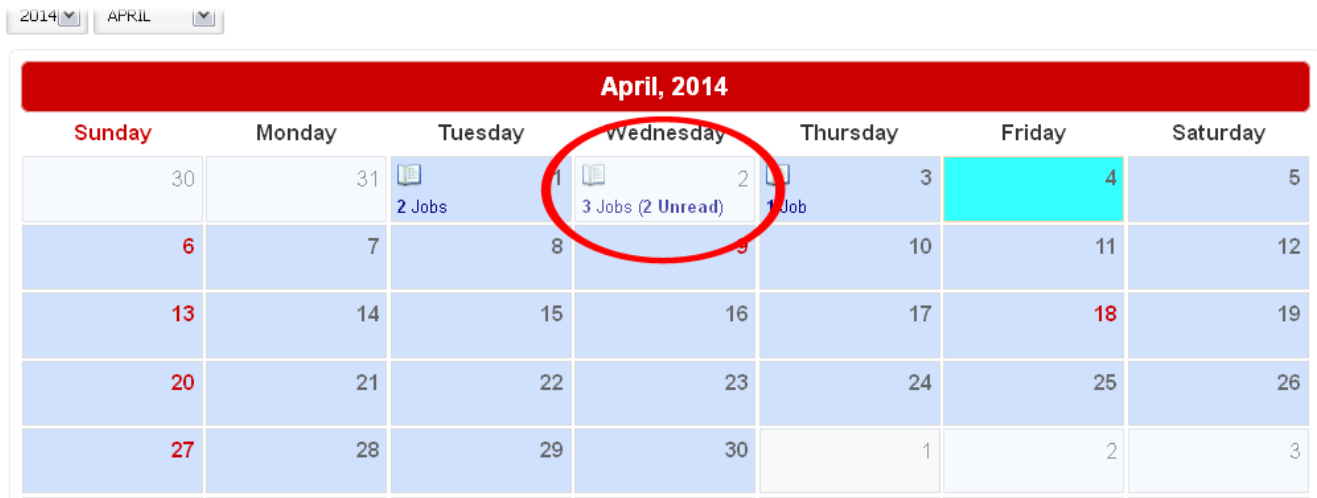 2014 APRIL
April, 2014
Sunday Monday Tuesday Wednesday Thursday Friday Saturday
30 31 1 2 3 4 5
2 Jobs 3 Jobs (2 Unread) 1 Job
6 7 8 9 10 11 12
13 14 15 16 17 18 19
20 21 22 23 24 25 26
27 28 29 30 1 2 3